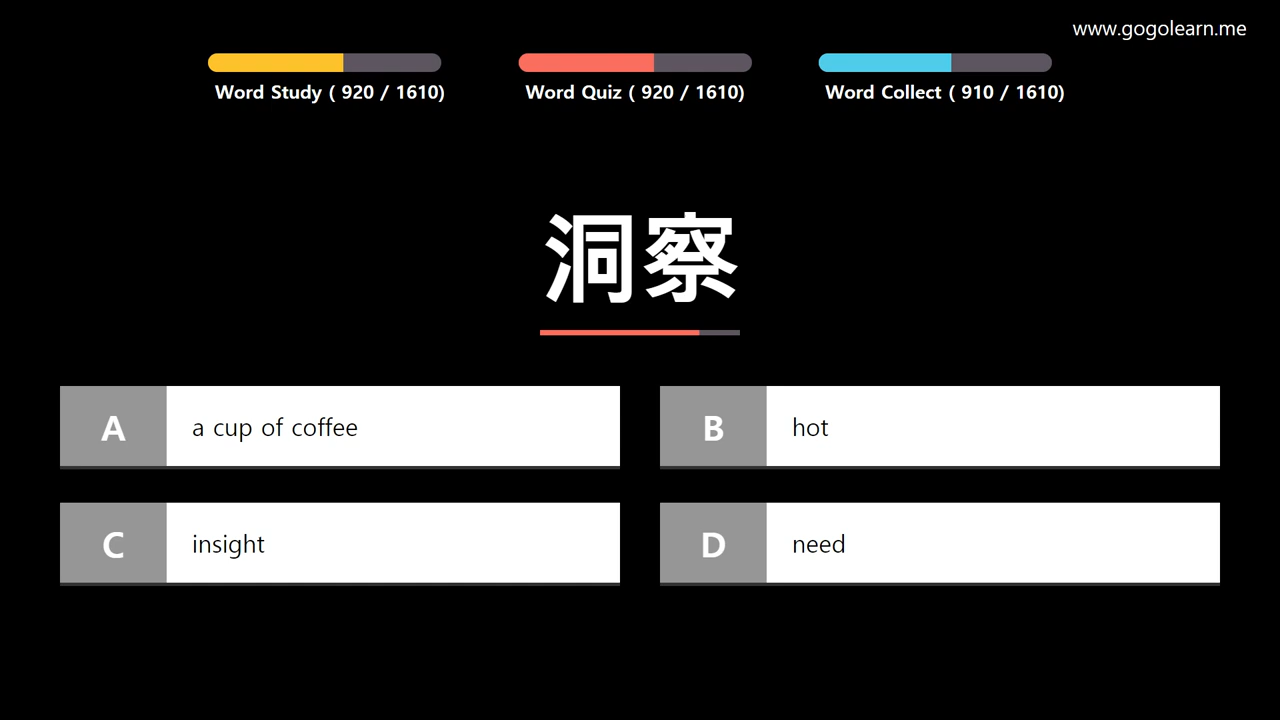 www.gogolearn.me
Word Study ( 920 / 1610)
Word Quiz ( 920 / 1610)
Word Collect ( 910 / 1610)
洞察
A a cup of coffee
B hot
C insight
D need